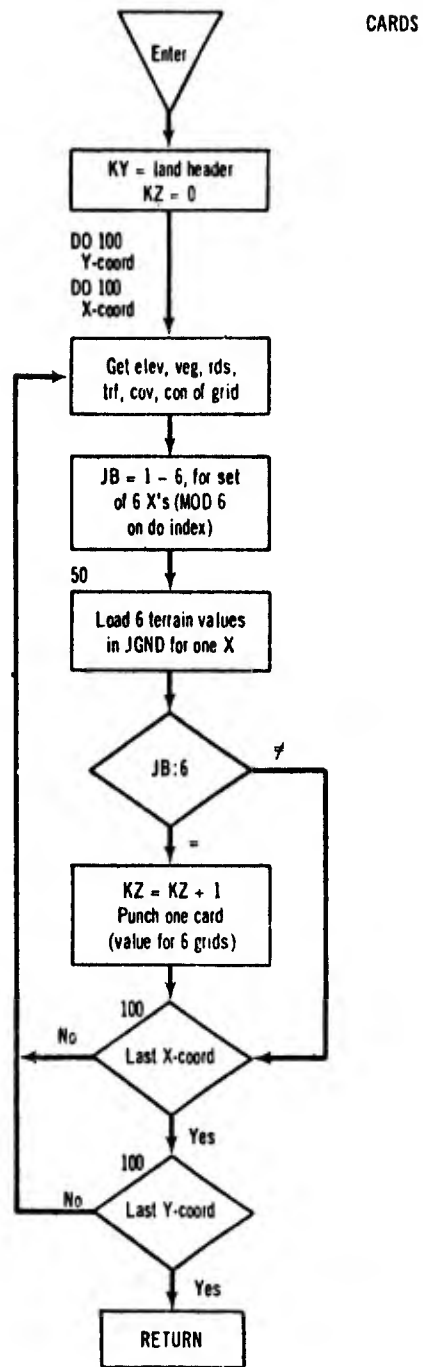 CARDS
Enter
KY = land header
KZ = 0
DO 100
Y-coord
DO 100
X-coord
Get elev, veg, rds,
trf, cov, con of grid
JB = 1 - 6, for set
of 6 X's (MOD 6
on do index)
50
Load 6 terrain values
in JGND for one X
JB:6
≠
=
KZ = KZ + 1
Punch one card
(value for 6 grids)
100
No
Last X-coord
Yes
100
No
Last Y-coord
Yes
RETURN